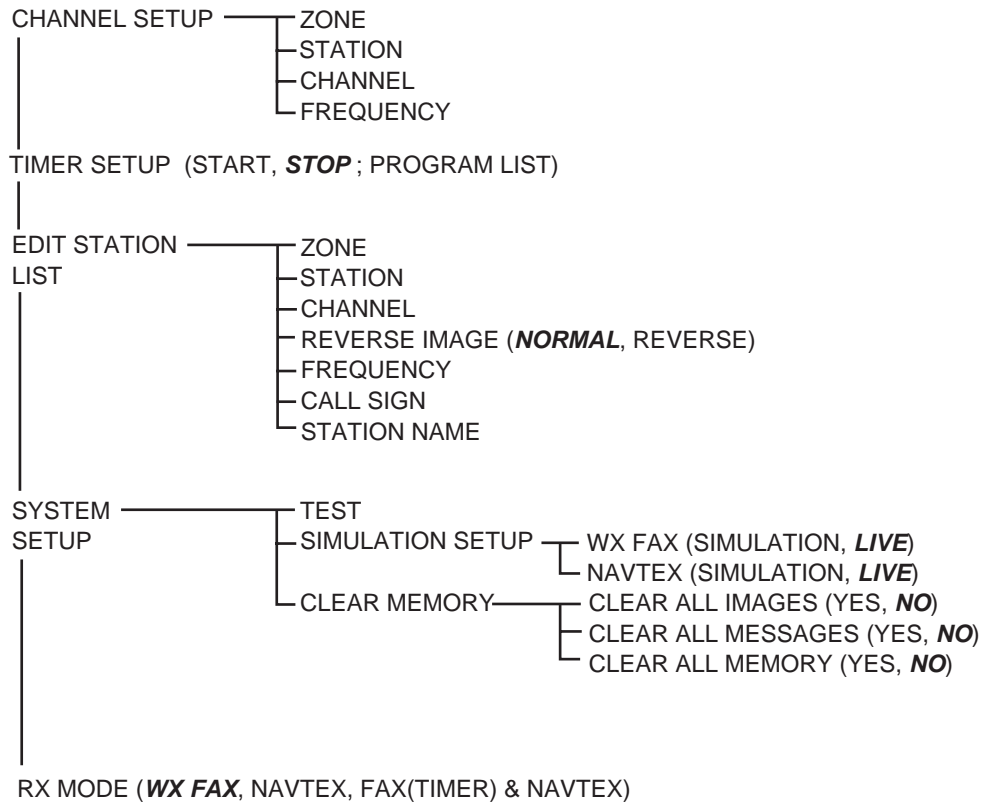 CHANNEL SETUP
ZONE
STATION
CHANNEL
FREQUENCY
TIMER SETUP (START, STOP ; PROGRAM LIST)
EDIT STATION
LIST
ZONE
STATION
CHANNEL
REVERSE IMAGE (NORMAL, REVERSE)
FREQUENCY
CALL SIGN
STATION NAME
SYSTEM
SETUP
TEST
SIMULATION SETUP
WX FAX (SIMULATION, LIVE)
NAVTEX (SIMULATION, LIVE)
CLEAR MEMORY
CLEAR ALL IMAGES (YES, NO)
CLEAR ALL MESSAGES (YES, NO)
CLEAR ALL MEMORY (YES, NO)
RX MODE (WX FAX, NAVTEX, FAX(TIMER) & NAVTEX)